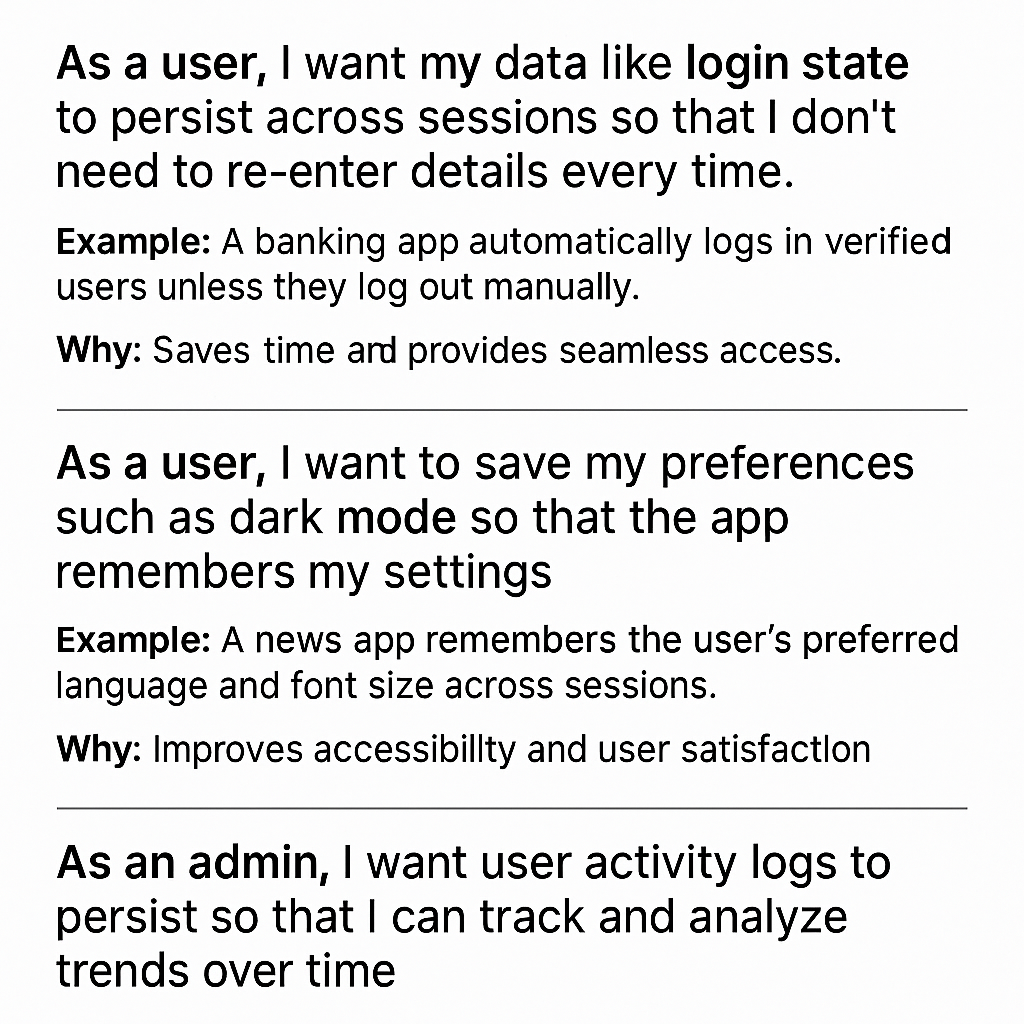 As a user, I want my data like login state
to persist across sessions so that I don't
need to re-enter details every time.
Example: A banking app automatically logs in verified
users unless they log out manually.
Why: Saves time ard provides seamless access.
As a user, I want to save my preferences
such as dark mode so that the app
remembers my settings
Example: A news app remembers the user’s preferred
language and font size across sessions.
Why: Improves accessibillty and user satisfactlon
As an admin, I want user activity logs to
persist so that I can track and analyze
trends over time